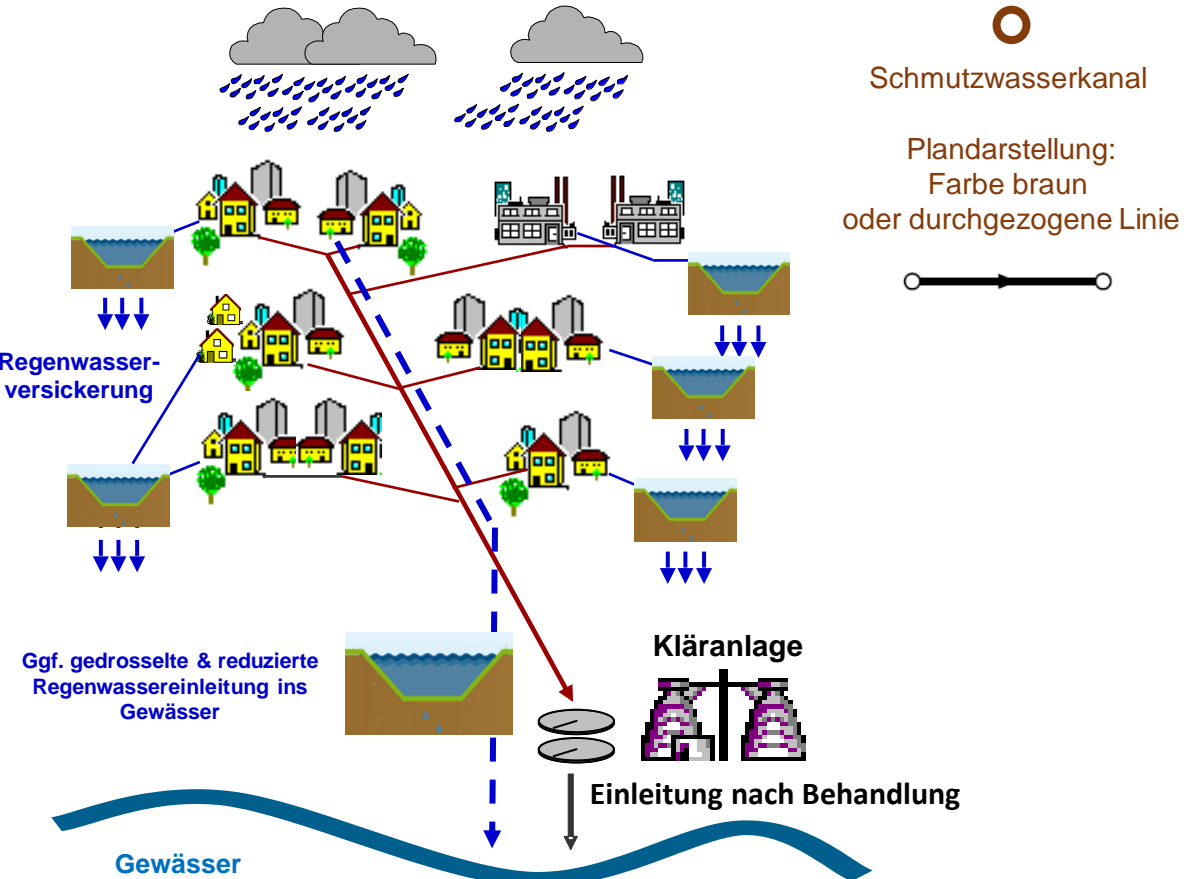 Schmutzwasserkanal
Plandarstellung:
Farbe braun
oder durchgezogene Linie
Regenwasser-
versickerung
Ggf. gedrosselte & reduzierte
Regenwassereinleitung ins
Gewässer
Kläranlage
Einleitung nach Behandlung
Gewässer